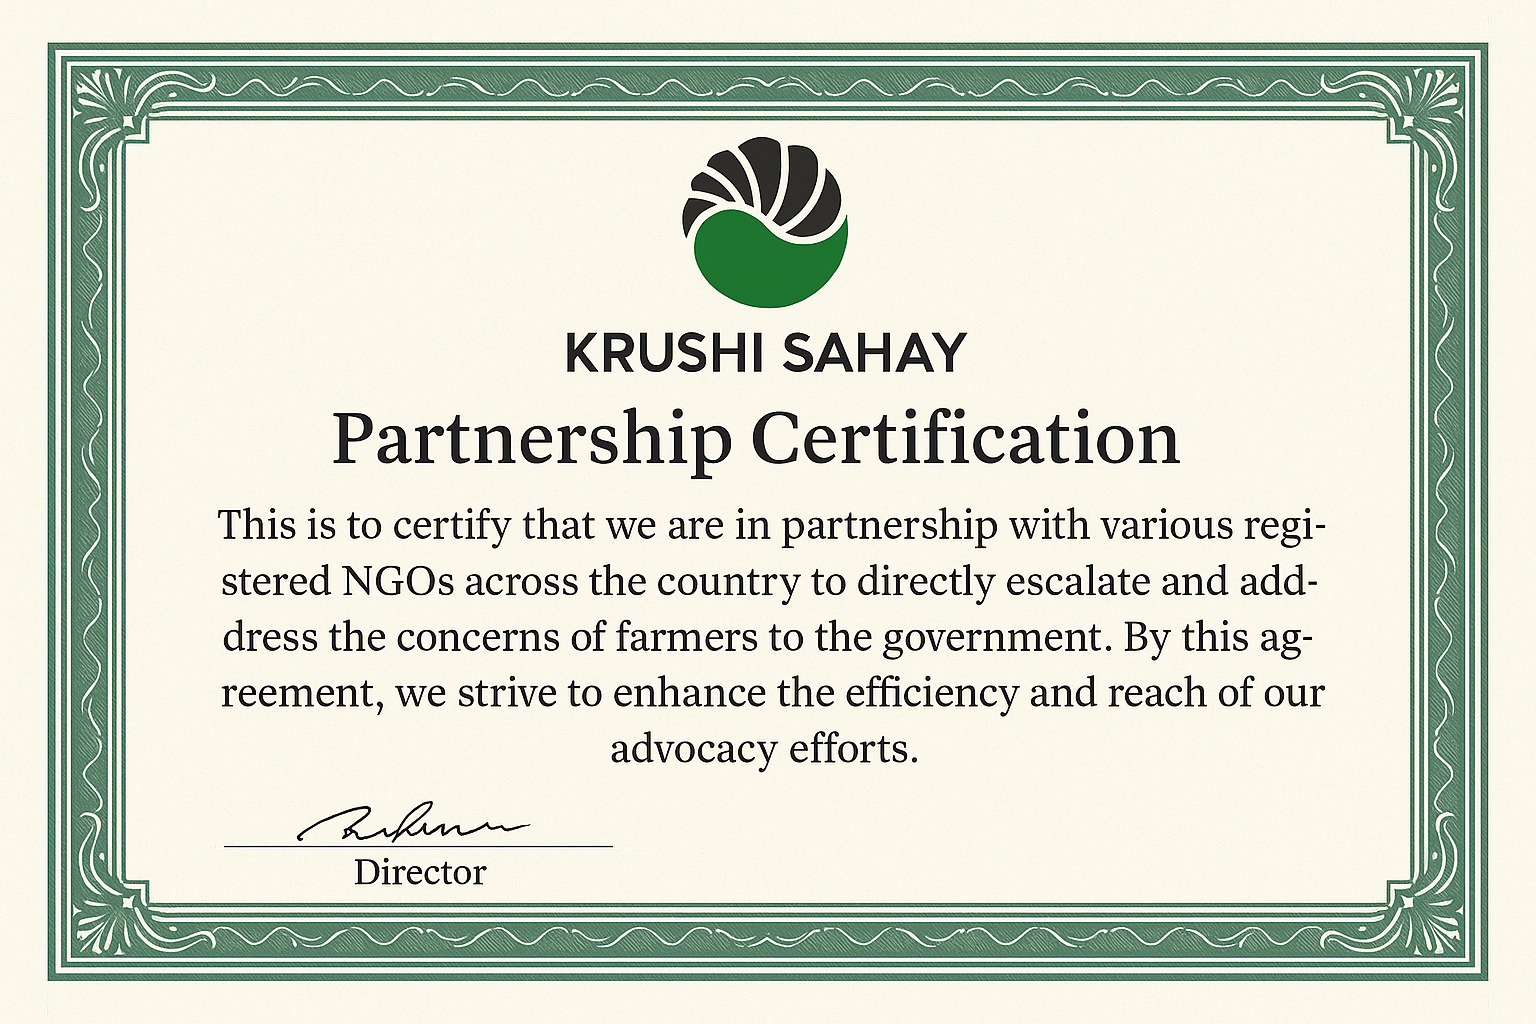 KRUSHI SAHAY
Partnership Certification
This is to certify that we are in partnership with various regi-
stered NGOs across the country to directly escalate and add-
dress the concerns of farmers to the government. By this ag-
reement, we strive to enhance the efficiency and reach of our
advocacy efforts.
Director